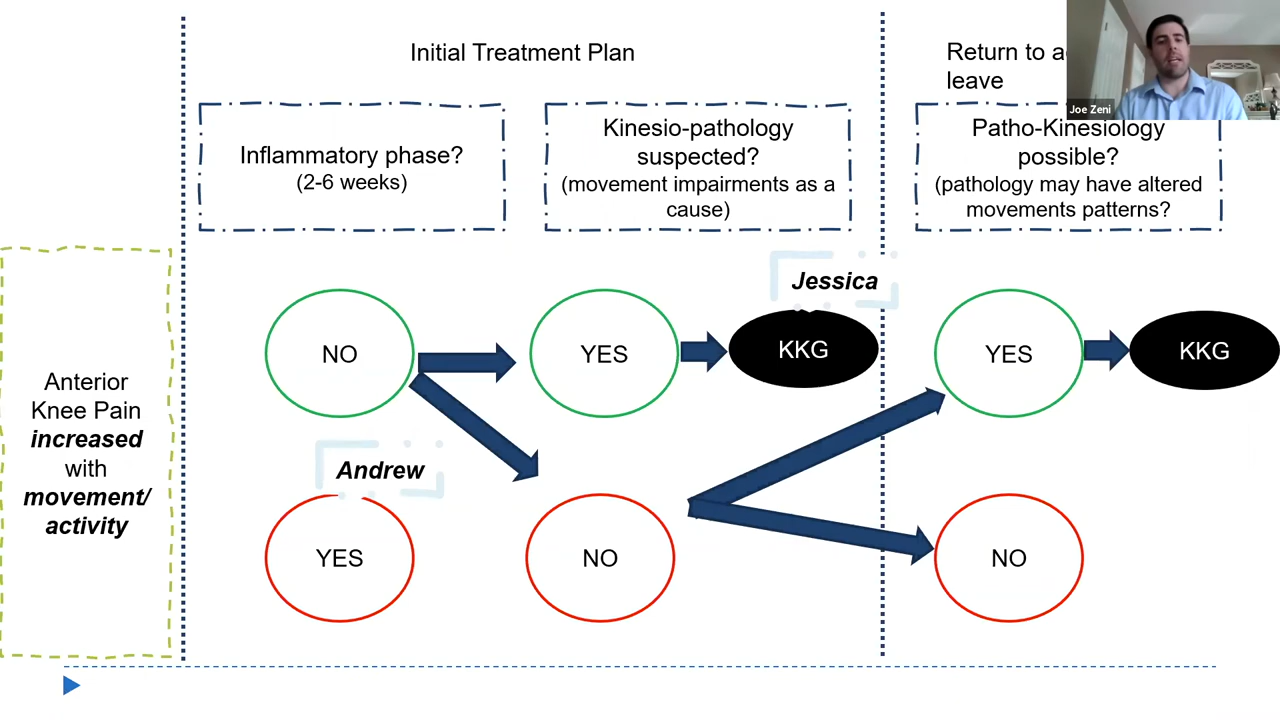 Initial Treatment Plan
Return to a
leave
Joe Zeni
Inflammatory phase?
(2-6 weeks)
Kinesio-pathology
suspected?
(movement impairments as a
cause)
Patho-Kinesiology
possible?
(pathology may have altered
movements patterns?
Jessica
NO
YES
KKG
YES
KKG
Anterior
Knee Pain
increased
with
movement/
activity
Andrew
YES
NO
NO